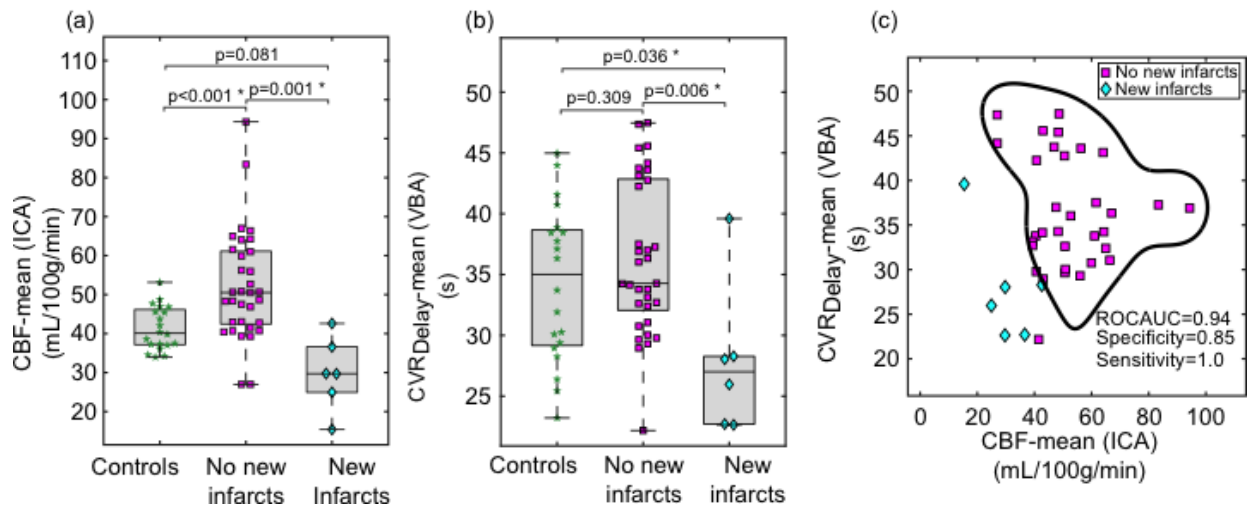 (a)
CBF-mean (ICA)
(mL/100g/min)
110
100
90
80
70
60
50
40
30
20
10
p=0.081
p<0.001 *
p=0.001 *
Controls
No new
infarcts
New
Infarcts
(b)
CVRDelay-mean (VBA)
(s)
50
45
40
35
30
25
p=0.036 *
p=0.309
p=0.006 *
Controls
No new
infarcts
New
infarcts
(c)
CVRDelay-mean (VBA)
(s)
50
40
30
20
No new infarcts
New infarcts
ROCAUC=0.94
Specificity=0.85
Sensitivity=1.0
0
20
40
60
80
100
CBF-mean (ICA)
(mL/100g/min)